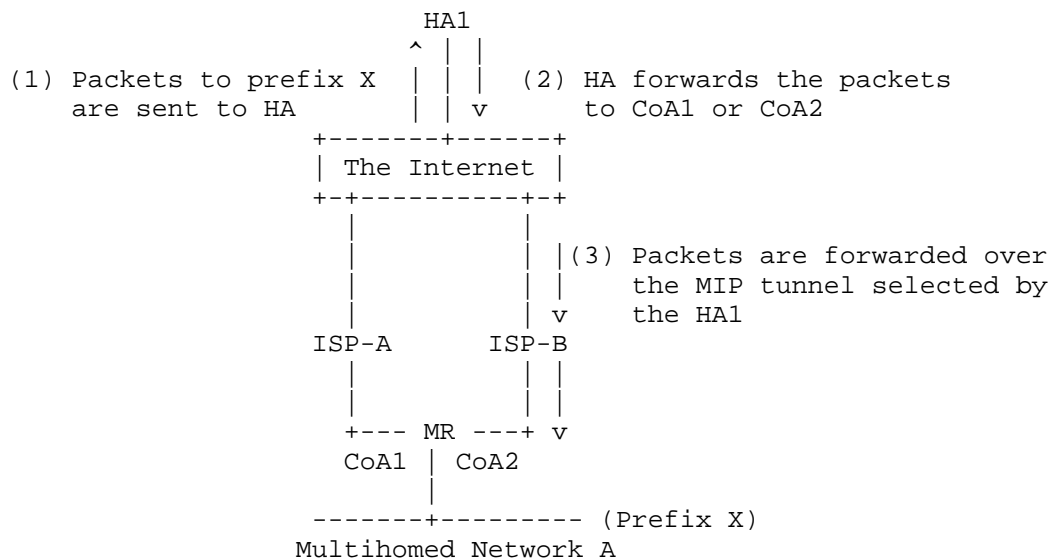 HA1
(1) Packets to prefix X (2) HA forwards the packets
are sent to HA to CoA1 or CoA2
The Internet
(3) Packets are forwarded over
the MIP tunnel selected by
the HA1
ISP-A ISP-B
MR
CoA1 CoA2
(Prefix X)
Multihomed Network A